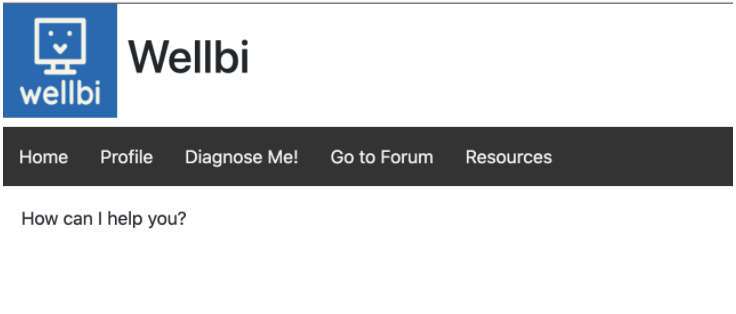 wellbi
Wellbi
Home Profile Diagnose Me! Go to Forum Resources
How can I help you?